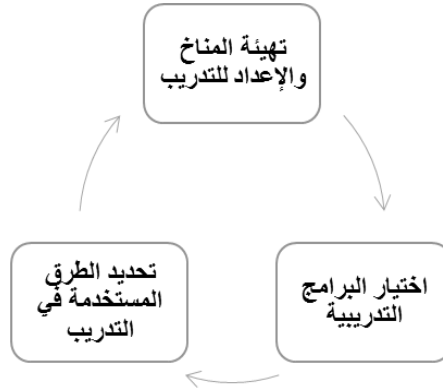 تهيئة المناخ
والإعداد للتدريب
اختيار البرامج
التدريبية
تحديد الطرق
المستخدمة في
التدريب